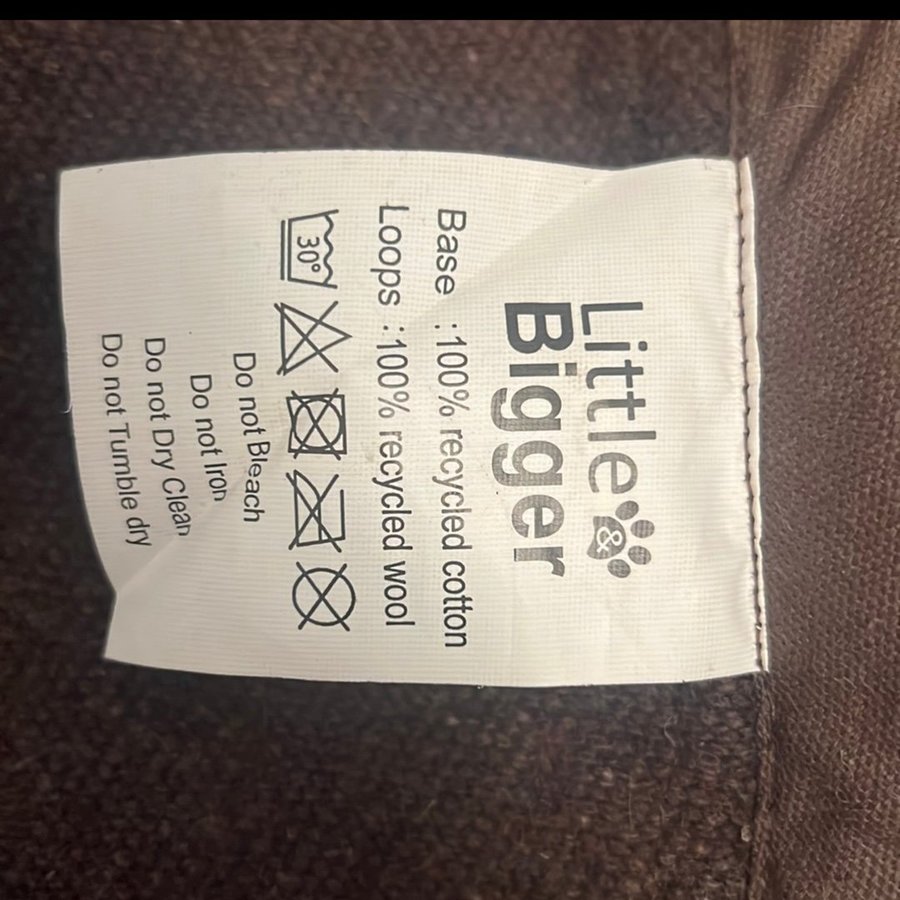 Little &
Bigger
Base :100% recycled cotton
Loops :100% recycled wool
30°
Do not Bleach
Do not Iron
Do not Dry Clean
Do not Tumble dry